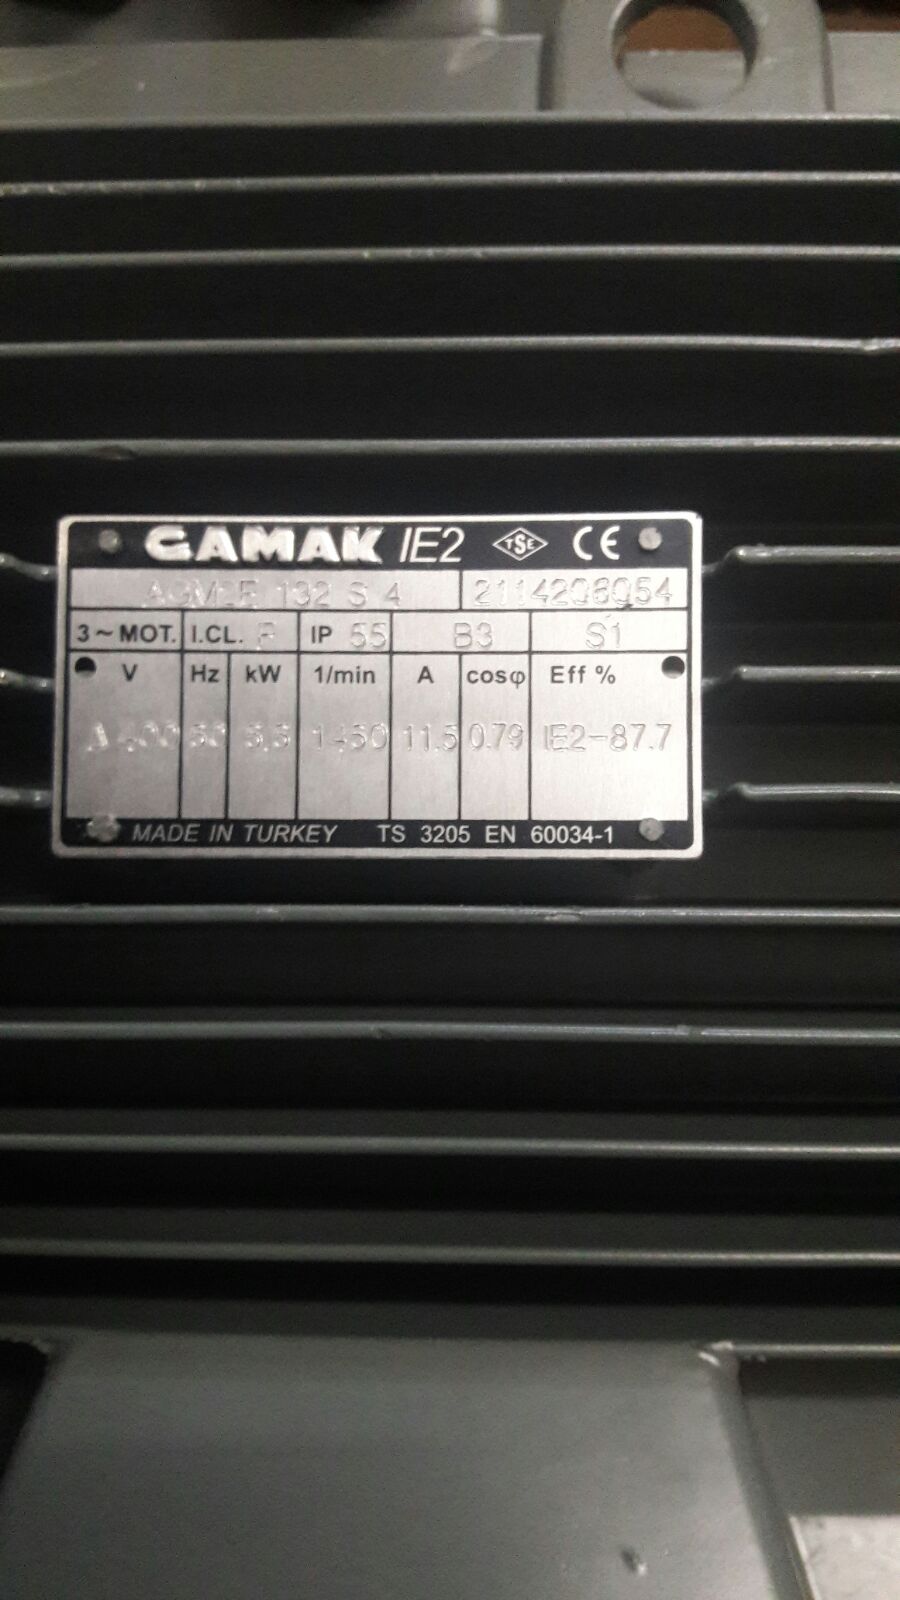 GAMAK IE2 TSE CE
AGM2E 132 S 4 2114206054
3~MOT. I.CL. F IP 55 B3 S1
V Hz kW 1/min A cosφ Eff %
Δ 400 50 5,5 1450 11.5 0.79 IE2-87.7
MADE IN TURKEY TS 3205 EN 60034-1